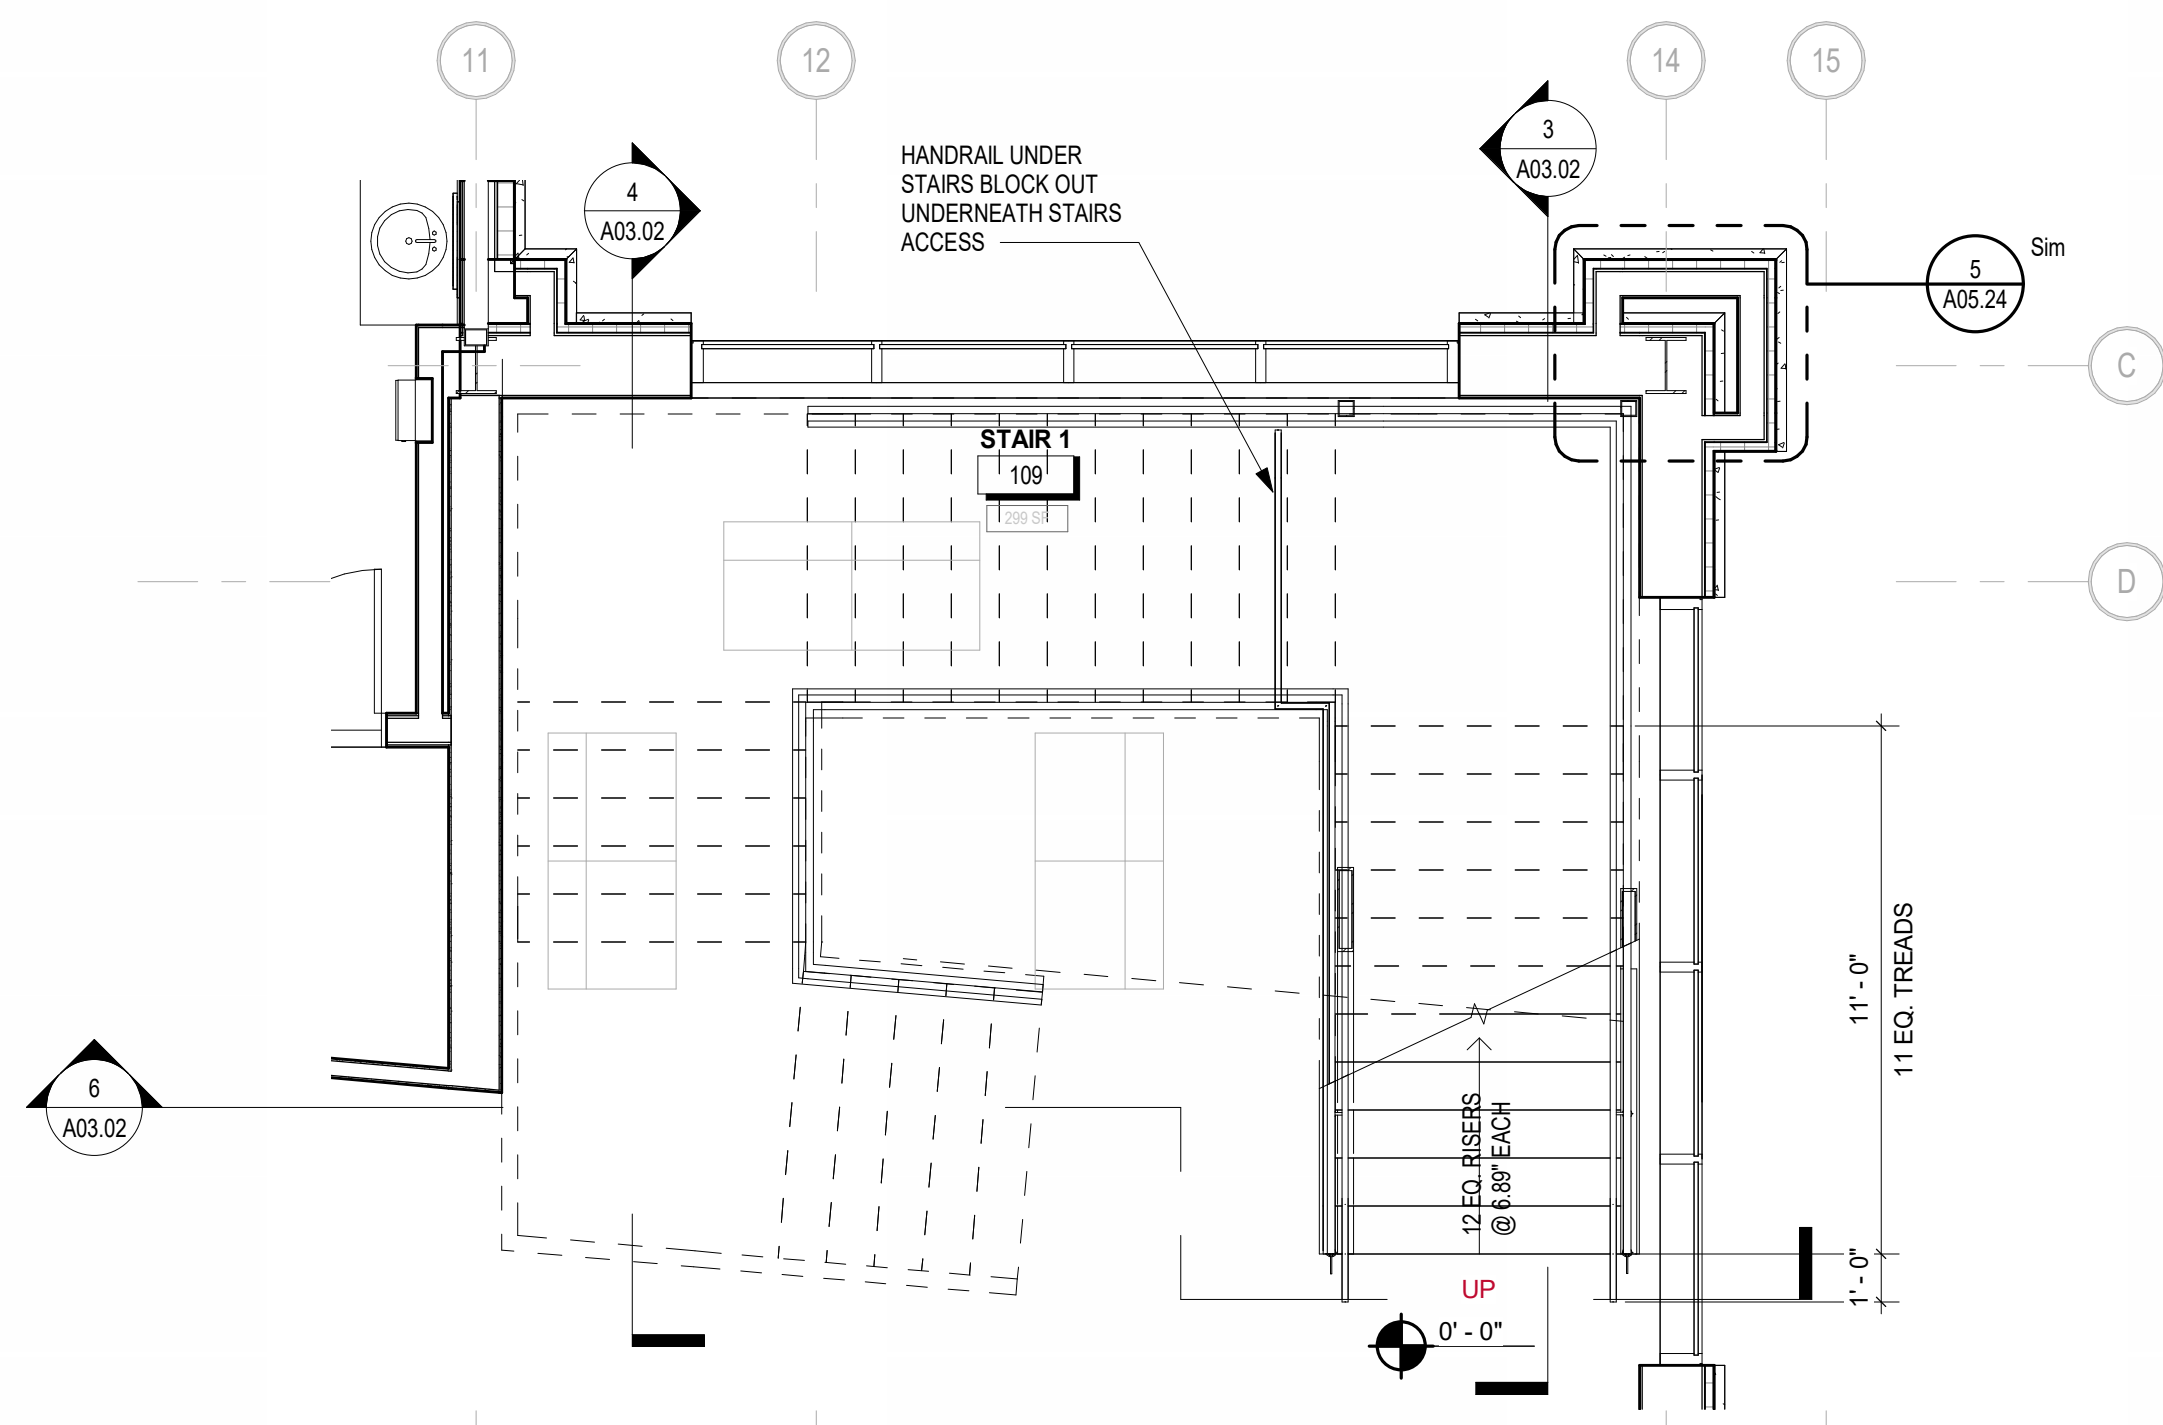 11
12
14
15
3
A03.02
4
A03.02
HANDRAIL UNDER
STAIRS BLOCK OUT
UNDERNEATH STAIRS
ACCESS
5
A05.24
Sim
C
STAIR 1
109
299 SF
D
11' - 0"
11 EQ. TREADS
6
A03.02
12 EQ. RISERS
@ 6.89" EACH
1' - 0"
UP
0' - 0"